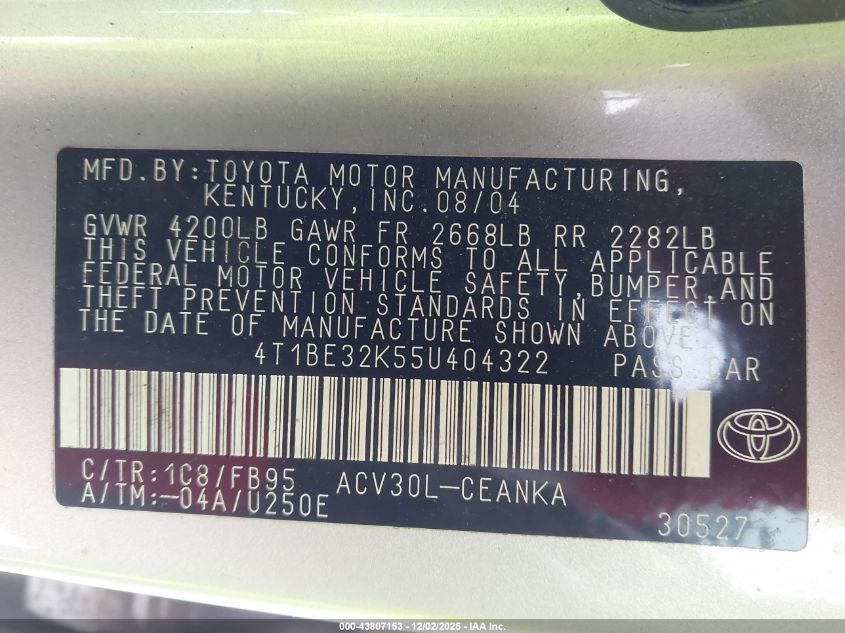 MFD.BY:TOYOTA MOTOR MANUFACTURING,
KENTUCKY,INC.08/04
GVWR 4200LB GAWR FR 2668LB RR 2282LB
THIS VEHICLE CONFORMS TO ALL APPLICABLE
FEDERAL MOTOR VEHICLE SAFETY,BUMPER,AND
THEFT PREVENTION STANDARDS IN EFFECT ON
THE DATE OF MANUFACTURE SHOWN ABOVE.
4T1BE32K55U404322 PASS CAR
C/TR:1C8/FB95 ACV30L-CEANKA
A/TM:-04A/U250E
30527
000-43807153 - 12/02/2025 - IAA Inc.